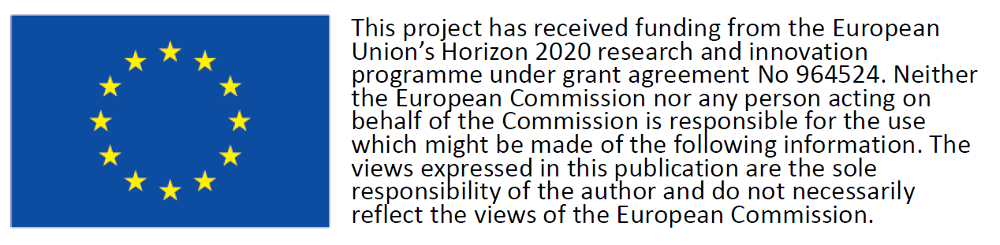 This project has received funding from the European
Union’s Horizon 2020 research and innovation
programme under grant agreement No 964524. Neither
the European Commission nor any person acting on
behalf of the Commission is responsible for the use
which might be made of the following information. The
views expressed in this publication are the sole
responsibility of the author and do not necessarily
reflect the views of the European Commission.